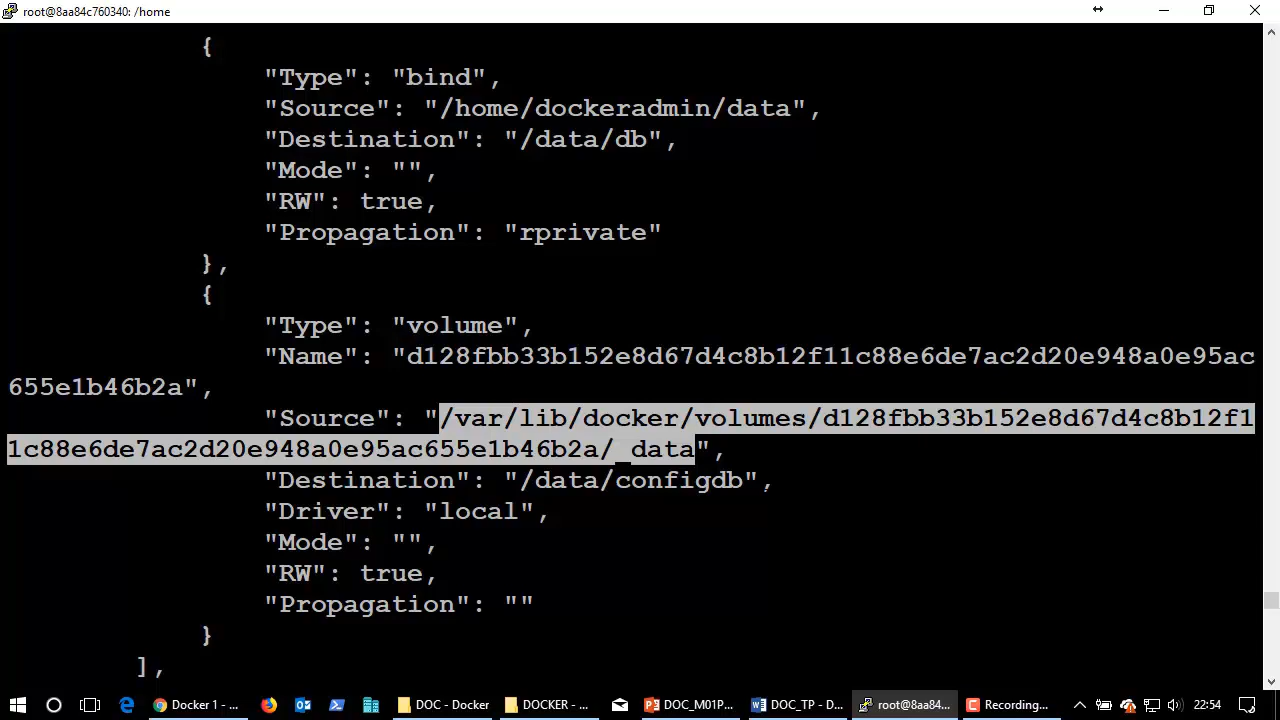 root@8aa84c760340: /home
{
"Type": "bind",
"Source": "/home/dockeradmin/data",
"Destination": "/data/db",
"Mode": "",
"RW": true,
"Propagation": "rprivate"
},
{
"Type": "volume",
"Name": "d128fbb33b152e8d67d4c8b12f11c88e6de7ac2d20e948a0e95ac
655e1b46b2a",
"Source": "/var/lib/docker/volumes/d128fbb33b152e8d67d4c8b12f1
1c88e6de7ac2d20e948a0e95ac655e1b46b2a/_data",
"Destination": "/data/configdb",
"Driver": "local",
"Mode": "",
"RW": true,
"Propagation": ""
}
],
Docker 1 - ... DOC - Docker DOCKER - ... DOC_M01P... DOC_TP - D... root@8aa84... Recording... 22:54